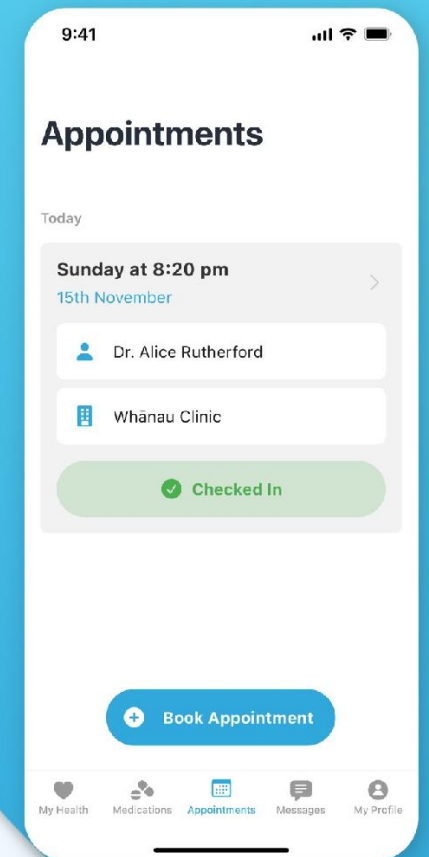 9:41
Appointments
Today
Sunday at 8:20 pm
15th November
Dr. Alice Rutherford
Whānau Clinic
Checked In
Book Appointment
My Health Medications Appointments Messages My Profile